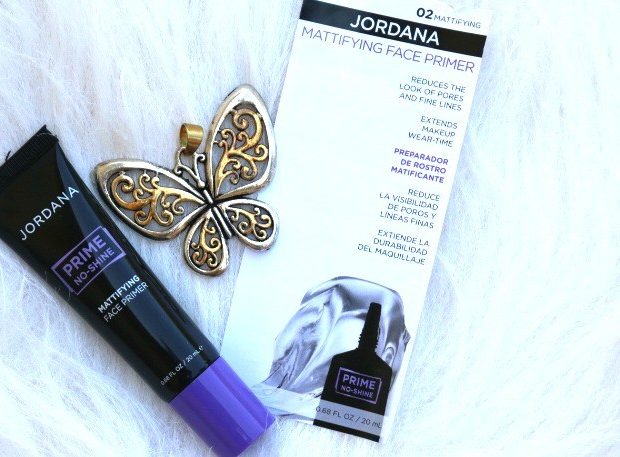 JORDANA
PRIME
NO-SHINE
MATTIFYING
FACE PRIMER
0.68 FL OZ / 20 mL
02 MATTIFYING
JORDANA
MATTIFYING FACE PRIMER
REDUCES THE
LOOK OF PORES
AND FINE LINES
EXTENDS
MAKEUP
WEAR-TIME
PREPARADOR
DE ROSTRO
MATIFICANTE
REDUCE
LA VISIBILIDAD
DE POROS Y
LÍNEAS FINAS
EXTIENDE LA
DURABILIDAD
DEL MAQUILLAJE
PRIME
NO-SHINE
0.68 FL OZ / 20 mL